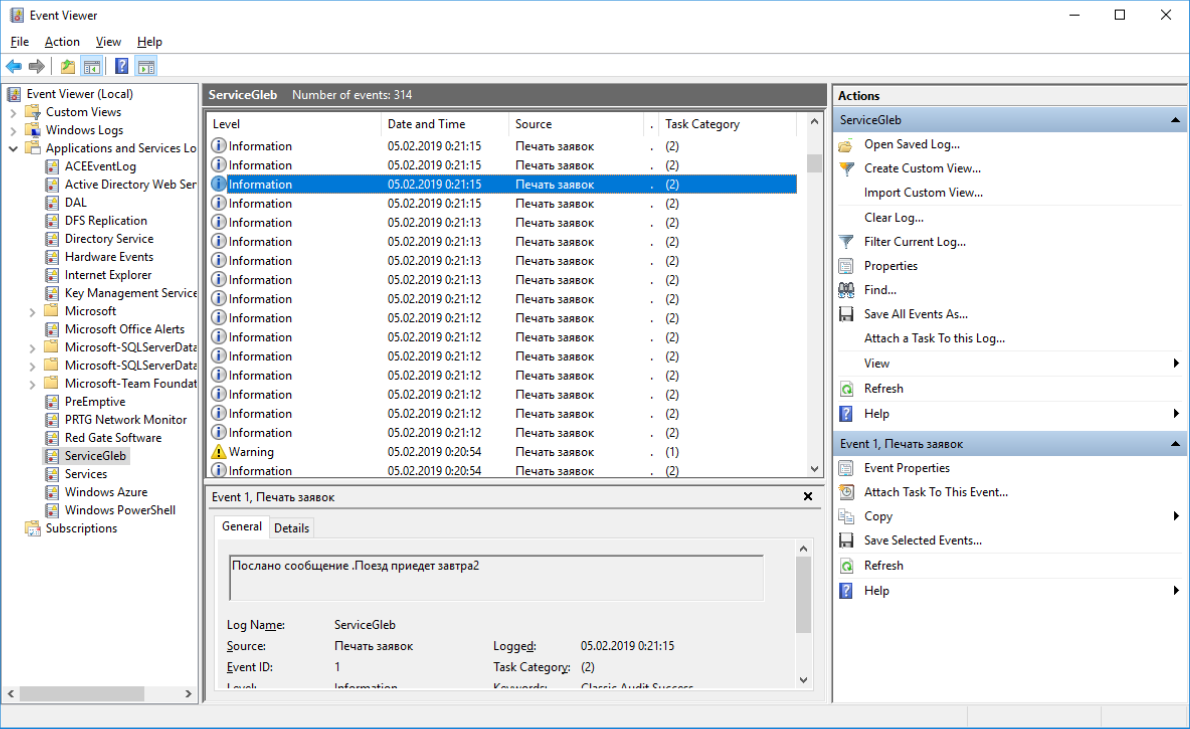 Event Viewer
File Action View Help
Event Viewer (Local)
Custom Views
Windows Logs
Applications and Services Lo
ACEEventLog
Active Directory Web Ser
DAL
DFS Replication
Directory Service
Hardware Events
Internet Explorer
Key Management Service
Microsoft
Microsoft Office Alerts
Microsoft-SQLServerData
Microsoft-SQLServerData
Microsoft-Team Foundat
PreEmptive
PRTG Network Monitor
Red Gate Software
ServiceGleb
Services
Windows Azure
Windows PowerShell
Subscriptions
ServiceGleb Number of events: 314
Level Date and Time Source . Task Category
Information 05.02.2019 0:21:15 Печать заявок . (2)
Information 05.02.2019 0:21:15 Печать заявок . (2)
Information 05.02.2019 0:21:15 Печать заявок . (2)
Information 05.02.2019 0:21:15 Печать заявок . (2)
Information 05.02.2019 0:21:13 Печать заявок . (2)
Information 05.02.2019 0:21:13 Печать заявок . (2)
Information 05.02.2019 0:21:13 Печать заявок . (2)
Information 05.02.2019 0:21:13 Печать заявок . (2)
Information 05.02.2019 0:21:12 Печать заявок . (2)
Information 05.02.2019 0:21:12 Печать заявок . (2)
Information 05.02.2019 0:21:12 Печать заявок . (2)
Information 05.02.2019 0:21:12 Печать заявок . (2)
Information 05.02.2019 0:21:12 Печать заявок . (2)
Information 05.02.2019 0:21:12 Печать заявок . (2)
Information 05.02.2019 0:21:12 Печать заявок . (2)
Information 05.02.2019 0:21:12 Печать заявок . (2)
Warning 05.02.2019 0:20:54 Печать заявок . (1)
Information 05.02.2019 0:20:54 Печать заявок . (2)
Event 1, Печать заявок
General Details
Послано сообщение .Поезд приедет завтра2
Log Name: ServiceGleb
Source: Печать заявок Logged: 05.02.2019 0:21:15
Event ID: 1 Task Category: (2)
Level: Information Keywords: Classic Audit Success
Actions
ServiceGleb
Open Saved Log...
Create Custom View...
Import Custom View...
Clear Log...
Filter Current Log...
Properties
Find...
Save All Events As...
Attach a Task To this Log...
View
Refresh
Help
Event 1, Печать заявок
Event Properties
Attach Task To This Event...
Copy
Save Selected Events...
Refresh
Help